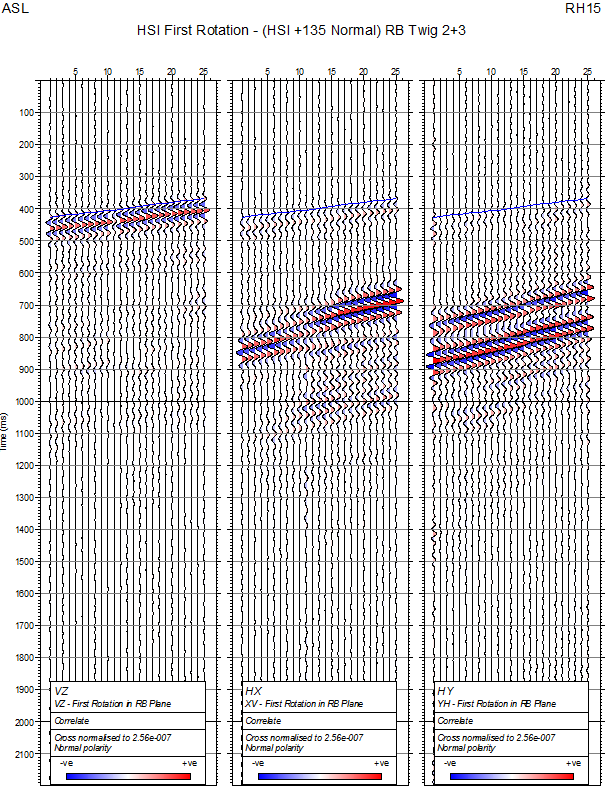 ASL RH15
HSI First Rotation - (HSI +135 Normal) RB Twig 2+3
5 10 15 20 25 5 10 15 20 25 5 10 15 20 25
100
200
300
400
500
600
700
800
900
1000
Time (ms)
1100
1200
1300
1400
1500
1600
1700
1800
1900
2000
2100
VZ
VZ - First Rotation in RB Plane
Correlate
Cross normalised to 2.56e-007
Normal polarity
-ve +ve
HX
XV - First Rotation in RB Plane
Correlate
Cross normalised to 2.56e-007
Normal polarity
-ve +ve
HY
YH - First Rotation in RB Plane
Correlate
Cross normalised to 2.56e-007
Normal polarity
-ve +ve